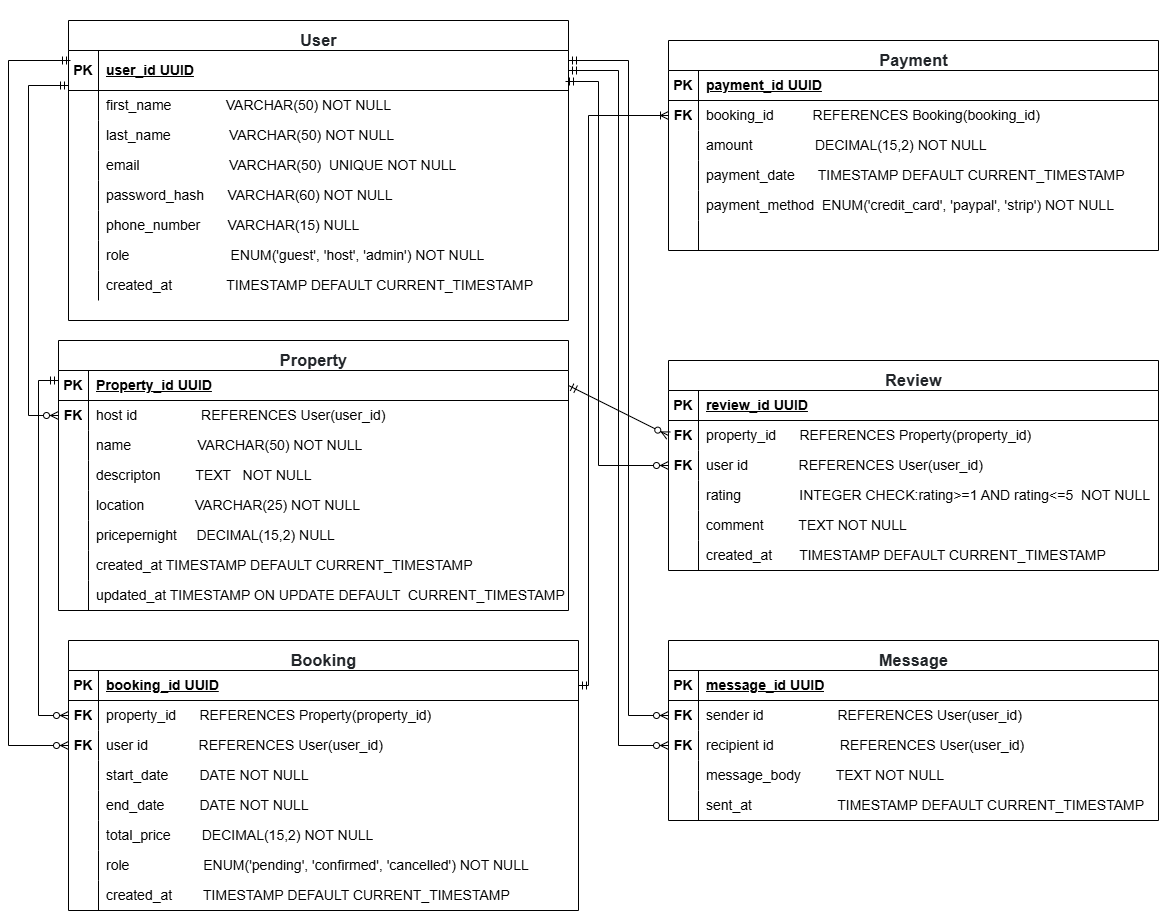 User
PK user_id UUID
first_name VARCHAR(50) NOT NULL
last_name VARCHAR(50) NOT NULL
email VARCHAR(50) UNIQUE NOT NULL
password_hash VARCHAR(60) NOT NULL
phone_number VARCHAR(15) NULL
role ENUM('guest', 'host', 'admin') NOT NULL
created_at TIMESTAMP DEFAULT CURRENT_TIMESTAMP
Property
PK Property_id UUID
FK host id REFERENCES User(user_id)
name VARCHAR(50) NOT NULL
descripton TEXT NOT NULL
location VARCHAR(25) NOT NULL
pricepernight DECIMAL(15,2) NULL
created_at TIMESTAMP DEFAULT CURRENT_TIMESTAMP
updated_at TIMESTAMP ON UPDATE DEFAULT CURRENT_TIMESTAMP
Booking
PK booking_id UUID
FK property_id REFERENCES Property(property_id)
FK user id REFERENCES User(user_id)
start_date DATE NOT NULL
end_date DATE NOT NULL
total_price DECIMAL(15,2) NOT NULL
role ENUM('pending', 'confirmed', 'cancelled') NOT NULL
created_at TIMESTAMP DEFAULT CURRENT_TIMESTAMP
Payment
PK payment_id UUID
FK booking_id REFERENCES Booking(booking_id)
amount DECIMAL(15,2) NOT NULL
payment_date TIMESTAMP DEFAULT CURRENT_TIMESTAMP
payment_method ENUM('credit_card', 'paypal', 'strip') NOT NULL
Review
PK review_id UUID
FK property_id REFERENCES Property(property_id)
FK user id REFERENCES User(user_id)
rating INTEGER CHECK:rating>=1 AND rating<=5 NOT NULL
comment TEXT NOT NULL
created_at TIMESTAMP DEFAULT CURRENT_TIMESTAMP
Message
PK message_id UUID
FK sender id REFERENCES User(user_id)
FK recipient id REFERENCES User(user_id)
message_body TEXT NOT NULL
sent_at TIMESTAMP DEFAULT CURRENT_TIMESTAMP